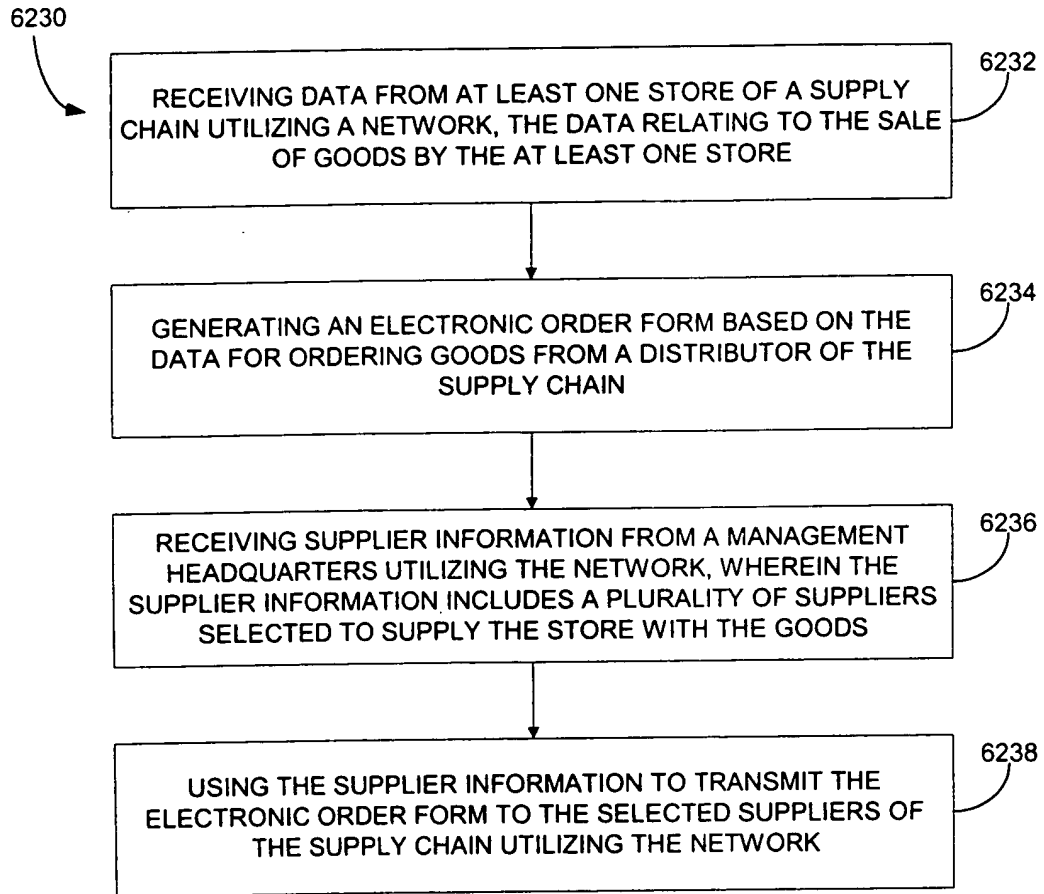 6230
6232
RECEIVING DATA FROM AT LEAST ONE STORE OF A SUPPLY
CHAIN UTILIZING A NETWORK, THE DATA RELATING TO THE SALE
OF GOODS BY THE AT LEAST ONE STORE
6234
GENERATING AN ELECTRONIC ORDER FORM BASED ON THE
DATA FOR ORDERING GOODS FROM A DISTRIBUTOR OF THE
SUPPLY CHAIN
6236
RECEIVING SUPPLIER INFORMATION FROM A MANAGEMENT
HEADQUARTERS UTILIZING THE NETWORK, WHEREIN THE
SUPPLIER INFORMATION INCLUDES A PLURALITY OF SUPPLIERS
SELECTED TO SUPPLY THE STORE WITH THE GOODS
6238
USING THE SUPPLIER INFORMATION TO TRANSMIT THE
ELECTRONIC ORDER FORM TO THE SELECTED SUPPLIERS OF
THE SUPPLY CHAIN UTILIZING THE NETWORK